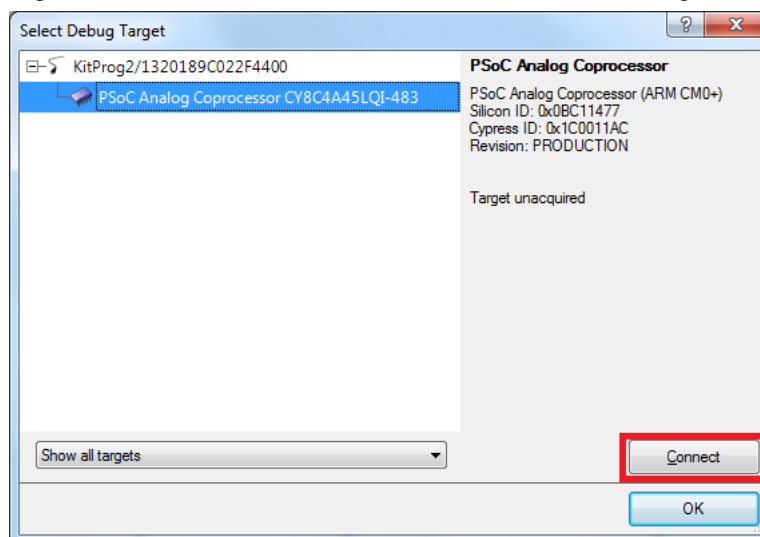 Select Debug Target
KitProg2/1320189C022F4400
PSoC Analog Coprocessor CY8C4A45LQI-483
PSoC Analog Coprocessor
PSoC Analog Coprocessor (ARM CM0+)
Silicon ID: 0x0BC11477
Cypress ID: 0x1C0011AC
Revision: PRODUCTION
Target unacquired
Show all targets
Connect
OK